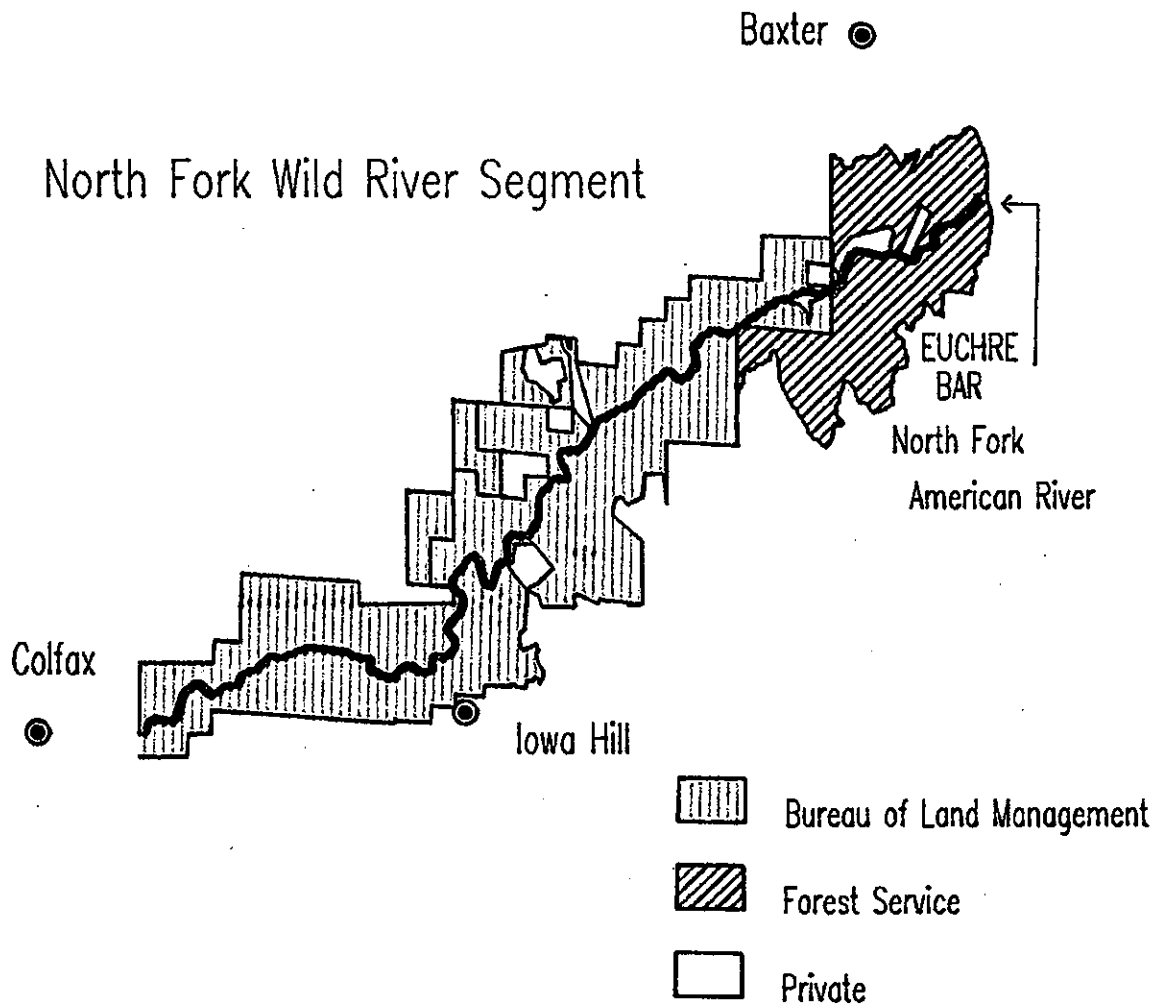 Baxter
North Fork Wild River Segment
EUCHRE
BAR
North Fork
American River
Colfax
Iowa Hill
Bureau of Land Management
Forest Service
Private